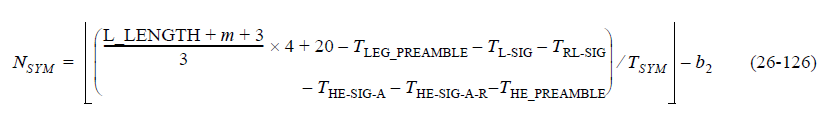 N_SYM = ⌊((L_LENGTH + m + 3)/3 × 4 + 20 – T_LEG_PREAMBLE – T_L-SIG – T_RL-SIG
– T_HE-SIG-A – T_HE-SIG-A-R – T_HE_PREAMBLE) / T_SYM⌋ – b_2 (26-126)